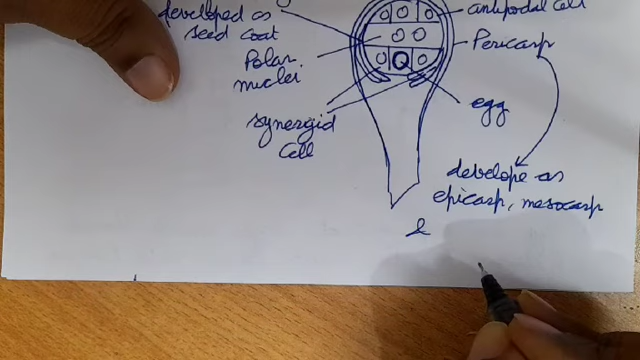 developed as
seed coat
antipodal cell
Pericarp
Polar
nuclei
synergid
cell
egg
develope as
epicarp, mesocarp
&